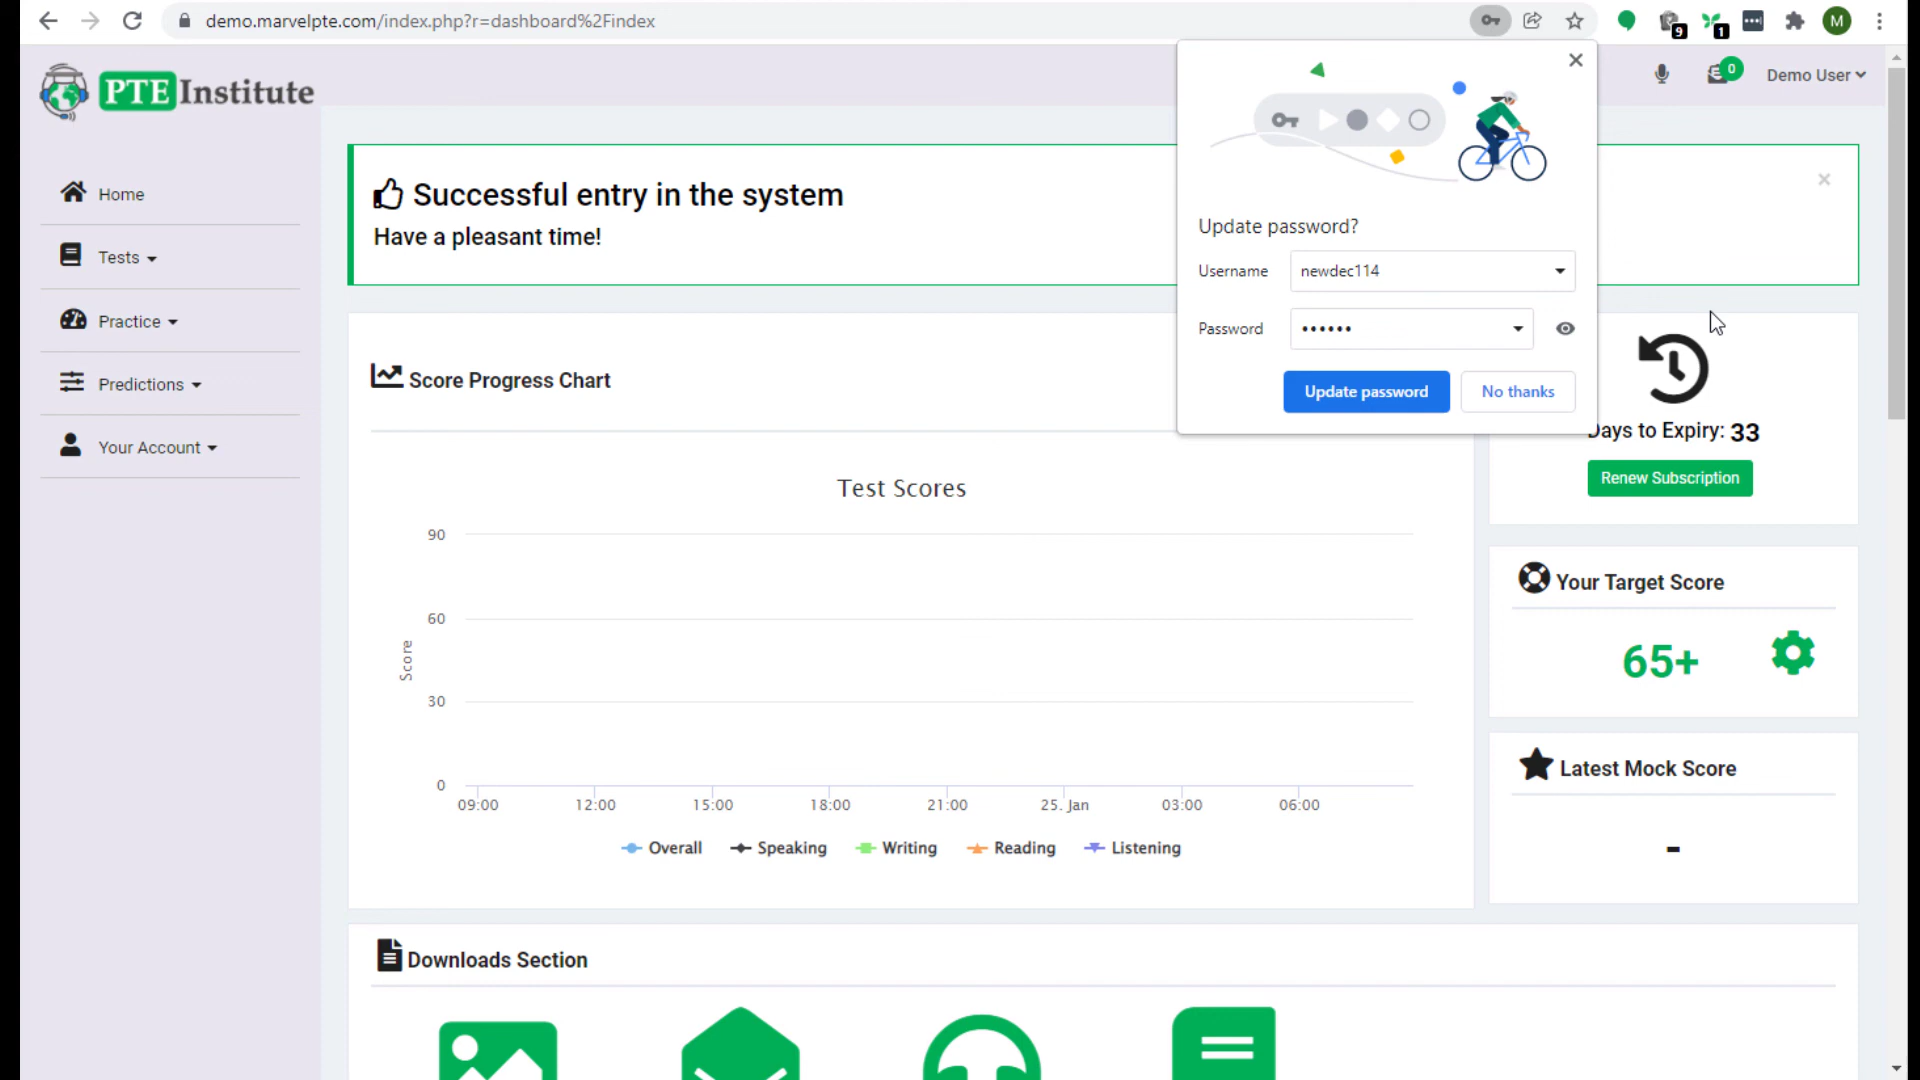 demo.marvelpte.com/index.php?r=dashboard%2Findex
9
1
M
PTE Institute
0
Demo User
Home
Tests
Practice
Predictions
Your Account
Successful entry in the system
Have a pleasant time!
×
Update password?
Username
newdec114
Password
••••••
Update password
No thanks
Score Progress Chart
Test Scores
Score
90
60
30
0
09:00 12:00 15:00 18:00 21:00 25. Jan 03:00 06:00
Overall Speaking Writing Reading Listening
Days to Expiry: 33
Renew Subscription
Your Target Score
65+
Latest Mock Score
-
Downloads Section